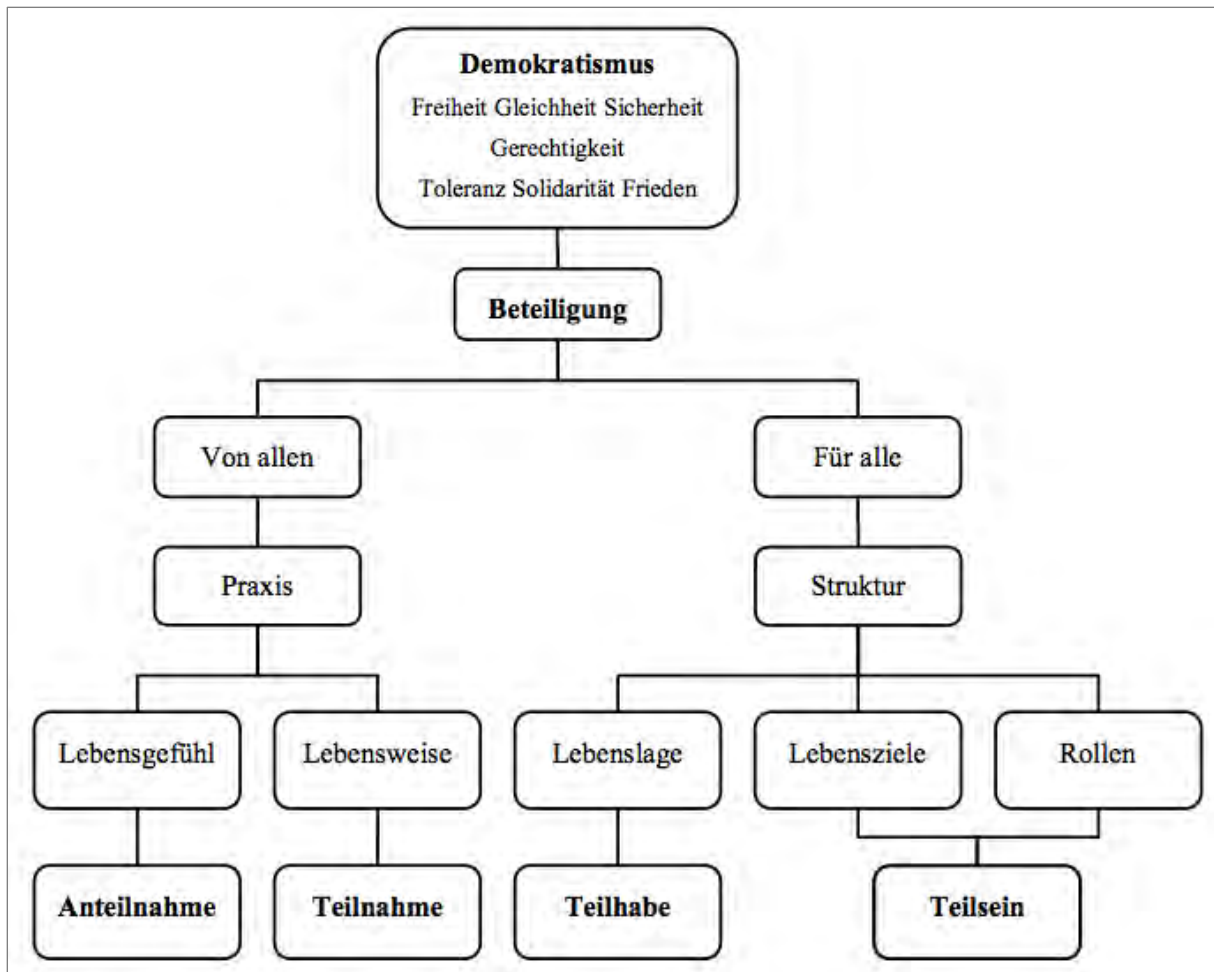 Demokratismus
Freiheit Gleichheit Sicherheit
Gerechtigkeit
Toleranz Solidarität Frieden
Beteiligung
Von allen
Für alle
Praxis
Struktur
Lebensgefühl
Lebensweise
Lebenslage
Lebensziele
Rollen
Anteilnahme
Teilnahme
Teilhabe
Teilsein